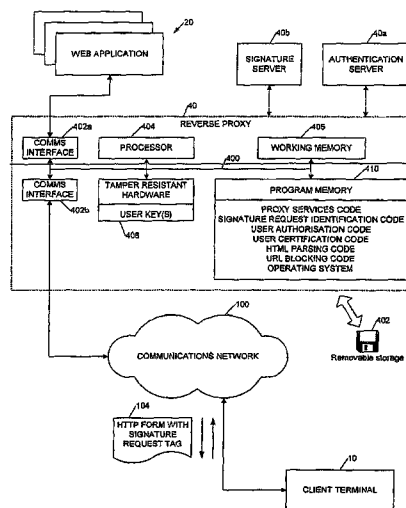 20
WEB APPLICATION
40b
SIGNATURE
SERVER
40a
AUTHENTICATION
SERVER
40
REVERSE PROXY
402a
COMMS
INTERFACE
404
PROCESSOR
406
WORKING MEMORY
400
402b
COMMS
INTERFACE
TAMPER RESISTANT
HARDWARE
USER KEY(S)
408
410
PROGRAM MEMORY
PROXY SERVICES CODE
SIGNATURE REQUEST IDENTIFICATION CODE
USER AUTHORISATION CODE
USER CERTIFICATION CODE
HTML PARSING CODE
URL BLOCKING CODE
OPERATING SYSTEM
100
COMMUNICATIONS NETWORK
402
Removable storage
104
HTTP FORM WITH
SIGNATURE
REQUEST TAG
10
CLIENT TERMINAL